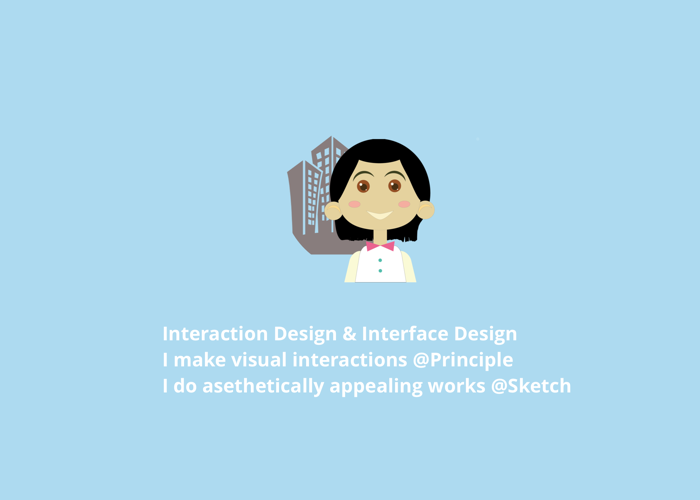 Interaction Design & Interface Design
I make visual interactions @Principle
I do asethetically appealing works @Sketch